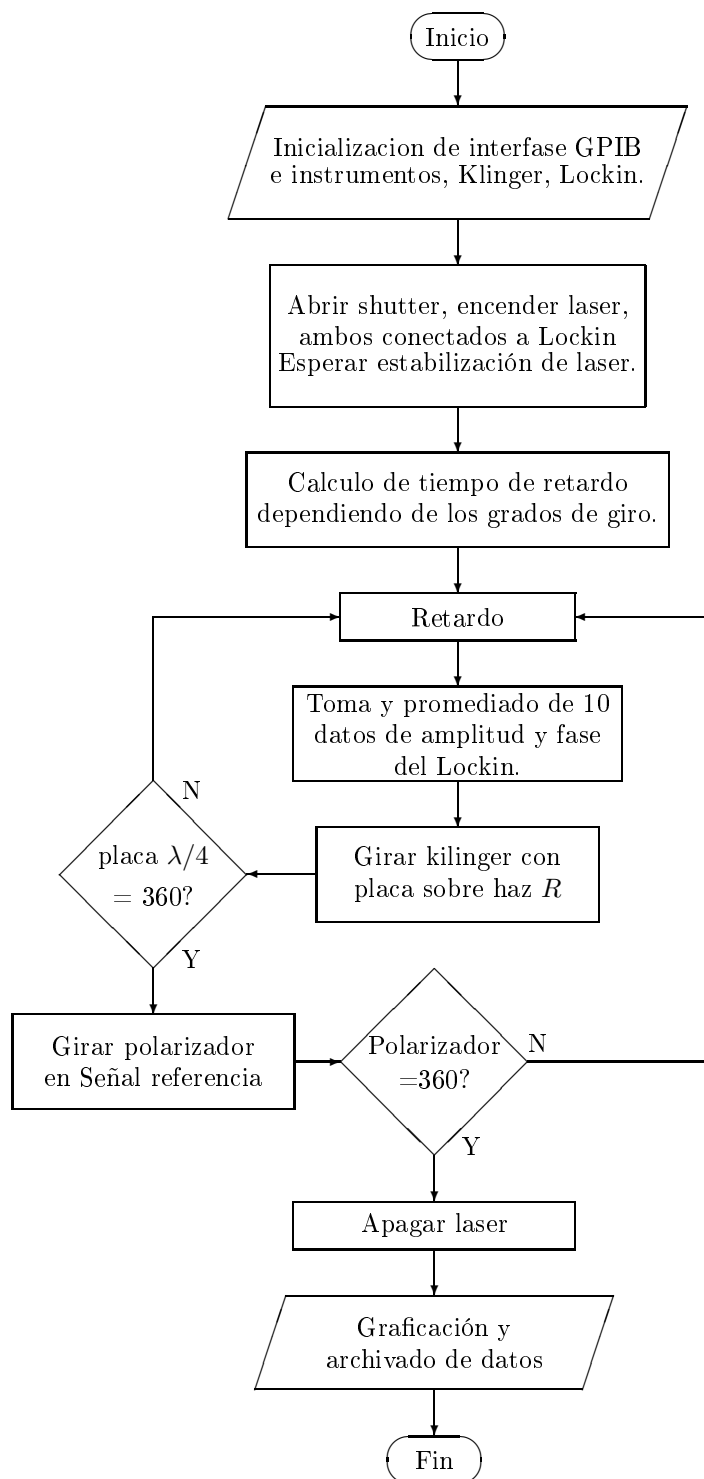 Inicio
Inicializacion de interfase GPIB
e instrumentos, Klinger, Lockin.
Abrir shutter, encender laser,
ambos conectados a Lockin
Esperar estabilización de laser.
Calculo de tiempo de retardo
dependiendo de los grados de giro.
Retardo
Toma y promediado de 10
datos de amplitud y fase
del Lockin.
Girar kilinger con
placa sobre haz R
N
placa λ/4
= 360?
Y
Girar polarizador
en Señal referencia
Polarizador
=360?
N
Y
Apagar laser
Graficación y
archivado de datos
Fin